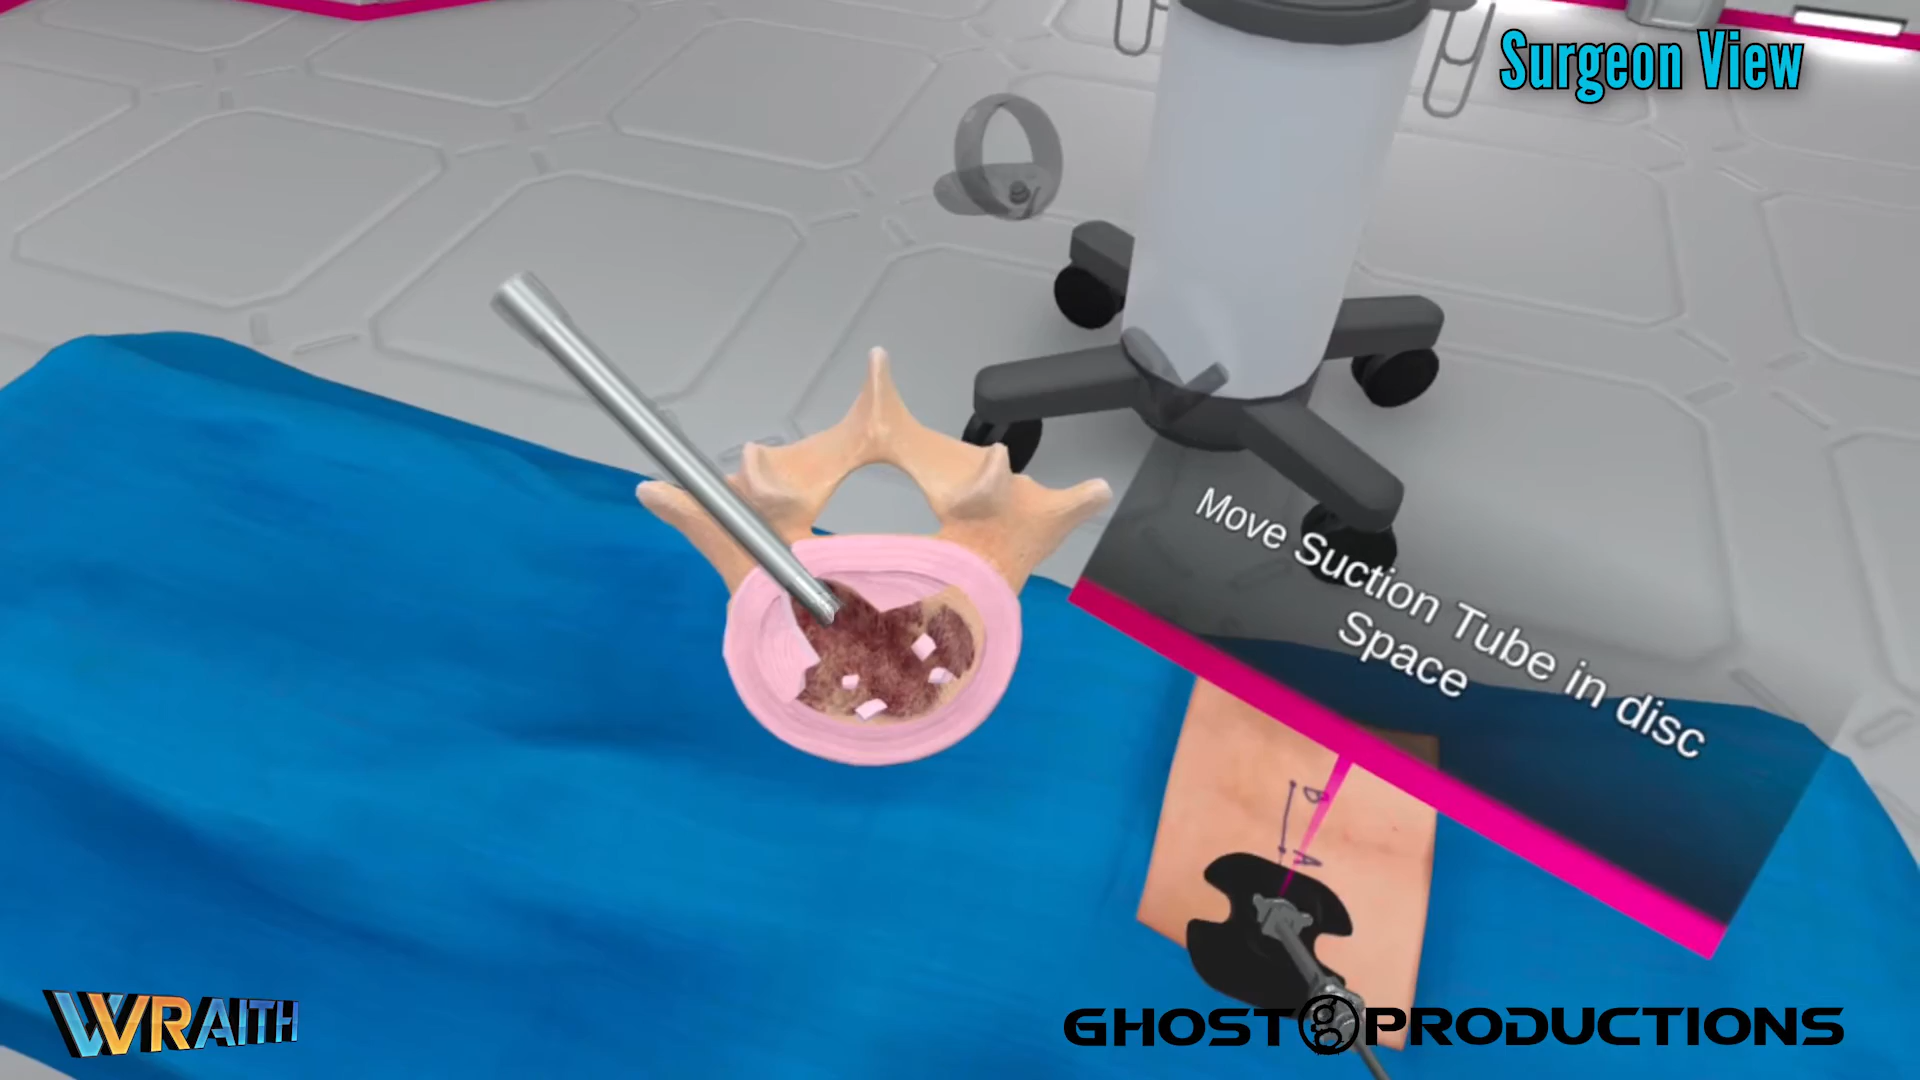 Surgeon View
Move Suction Tube in disc
Space
B
A
WRAITH
GHOST PRODUCTIONS